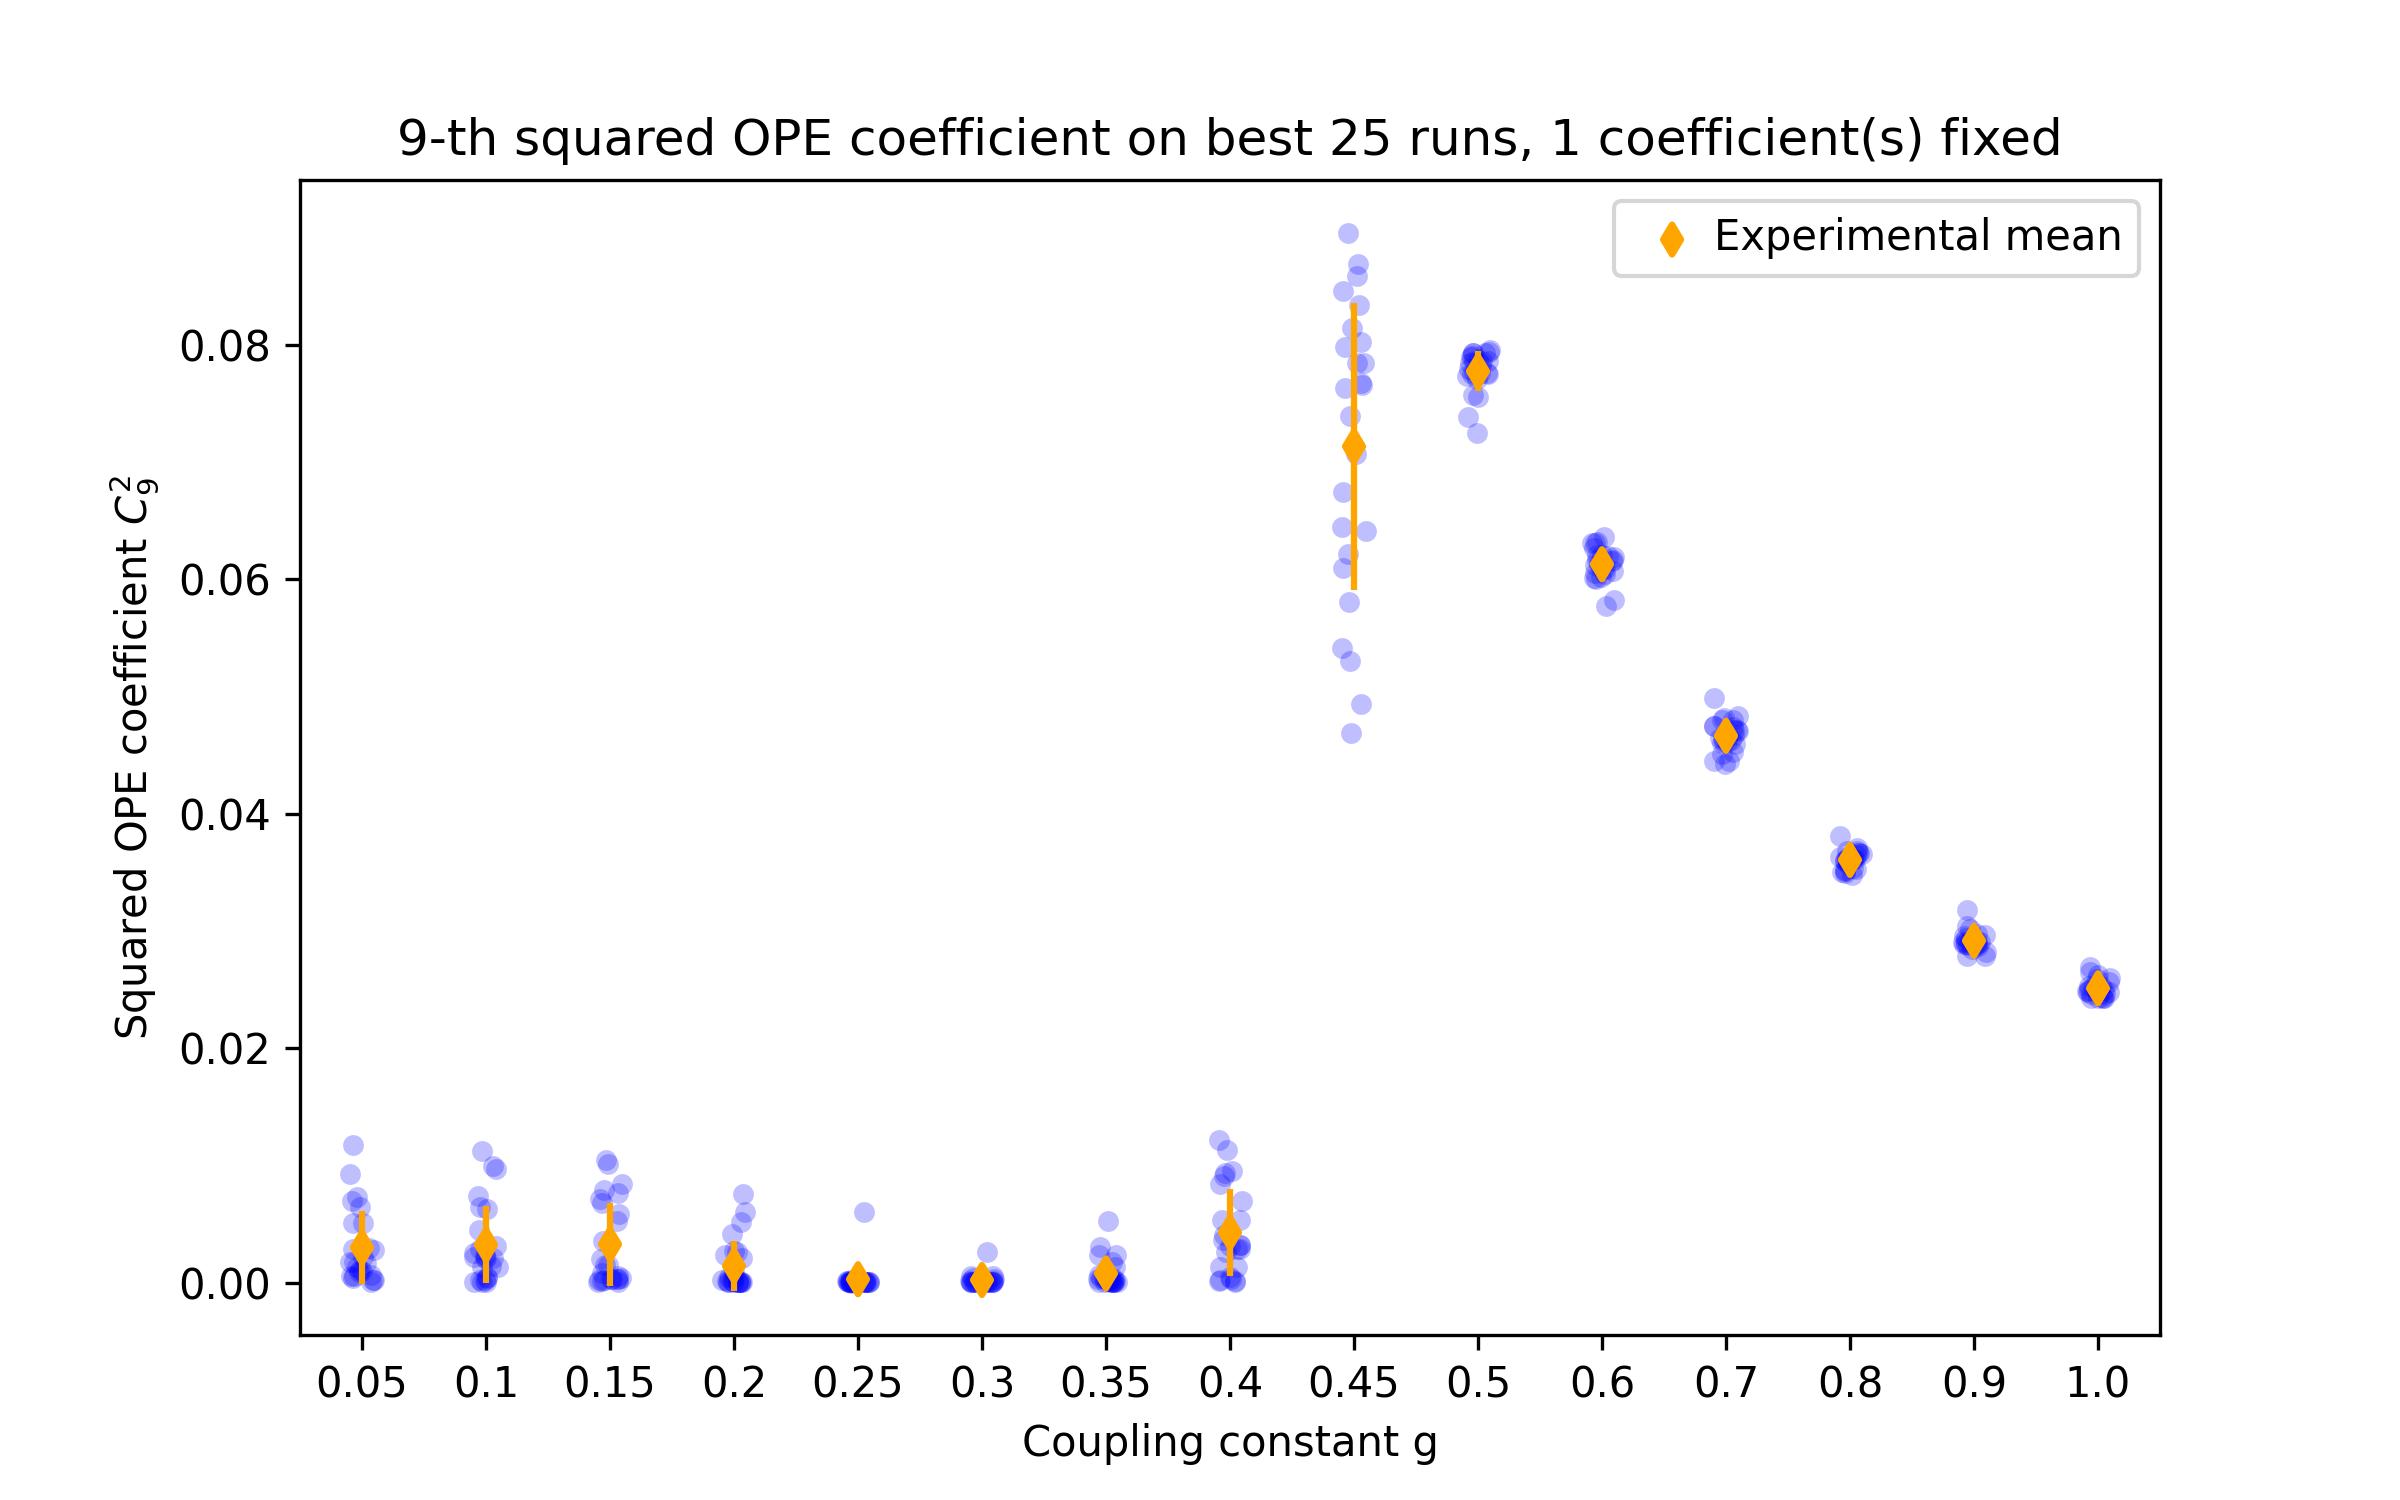 9-th squared OPE coefficient on best 25 runs, 1 coefficient(s) fixed
Experimental mean
Squared OPE coefficient $C_9^2$
0.08
0.06
0.04
0.02
0.00
0.05 0.1 0.15 0.2 0.25 0.3 0.35 0.4 0.45 0.5 0.6 0.7 0.8 0.9 1.0
Coupling constant g